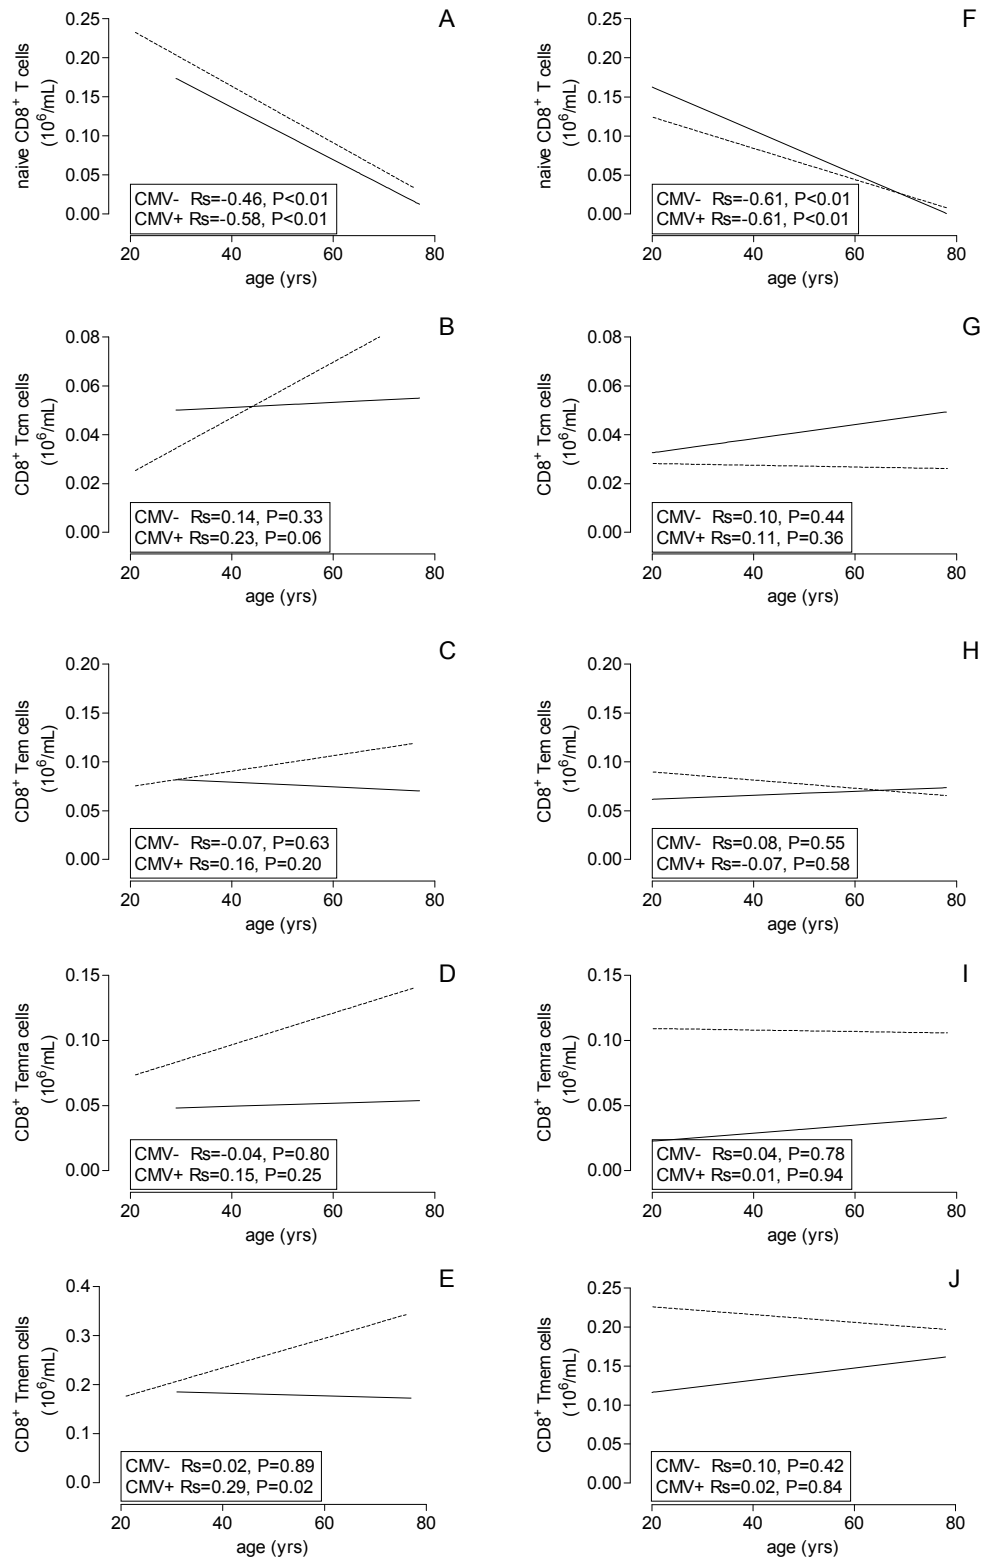 A
0.25
0.20
0.15
0.10
0.05
0.00
naive CD8+ T cells
(10^6/mL)
CMV- Rs=-0.46, P<0.01
CMV+ Rs=-0.58, P<0.01
20 40 60 80
age (yrs)
F
0.25
0.20
0.15
0.10
0.05
0.00
naive CD8+ T cells
(10^6/mL)
CMV- Rs=-0.61, P<0.01
CMV+ Rs=-0.61, P<0.01
20 40 60 80
age (yrs)
B
0.08
0.06
0.04
0.02
0.00
CD8+ Tcm cells
(10^6/mL)
CMV- Rs=0.14, P=0.33
CMV+ Rs=0.23, P=0.06
20 40 60 80
age (yrs)
G
0.08
0.06
0.04
0.02
0.00
CD8+ Tcm cells
(10^6/mL)
CMV- Rs=0.10, P=0.44
CMV+ Rs=0.11, P=0.36
20 40 60 80
age (yrs)
C
0.20
0.15
0.10
0.05
0.00
CD8+ Tem cells
(10^6/mL)
CMV- Rs=-0.07, P=0.63
CMV+ Rs=0.16, P=0.20
20 40 60 80
age (yrs)
H
0.20
0.15
0.10
0.05
0.00
CD8+ Tem cells
(10^6/mL)
CMV- Rs=0.08, P=0.55
CMV+ Rs=-0.07, P=0.58
20 40 60 80
age (yrs)
D
0.15
0.10
0.05
0.00
CD8+ Temra cells
(10^6/mL)
CMV- Rs=-0.04, P=0.80
CMV+ Rs=0.15, P=0.25
20 40 60 80
age (yrs)
I
0.15
0.10
0.05
0.00
CD8+ Temra cells
(10^6/mL)
CMV- Rs=0.04, P=0.78
CMV+ Rs=0.01, P=0.94
20 40 60 80
age (yrs)
E
0.4
0.3
0.2
0.1
0.0
CD8+ Tmem cells
(10^6/mL)
CMV- Rs=0.02, P=0.89
CMV+ Rs=0.29, P=0.02
20 40 60 80
age (yrs)
J
0.25
0.20
0.15
0.10
0.05
0.00
CD8+ Tmem cells
(10^6/mL)
CMV- Rs=0.10, P=0.42
CMV+ Rs=0.02, P=0.84
20 40 60 80
age (yrs)